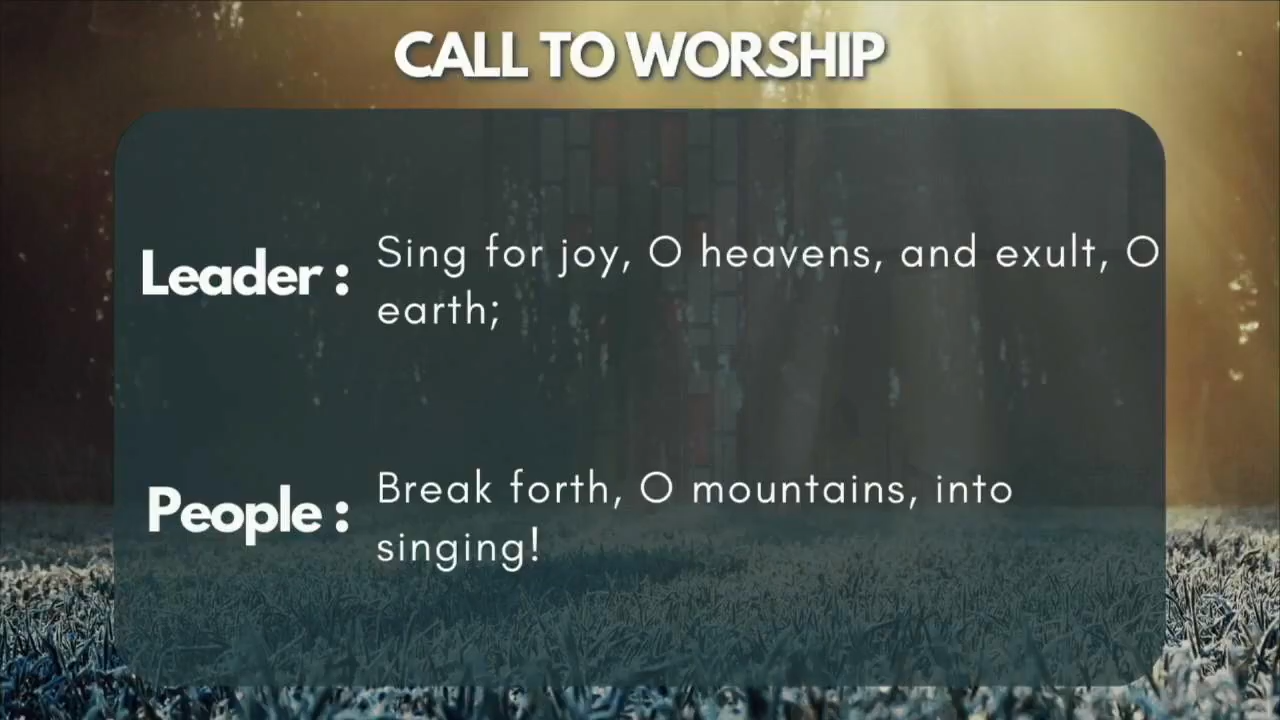 CALL TO WORSHIP
Leader : Sing for joy, O heavens, and exult, O
earth;
People : Break forth, O mountains, into
singing!